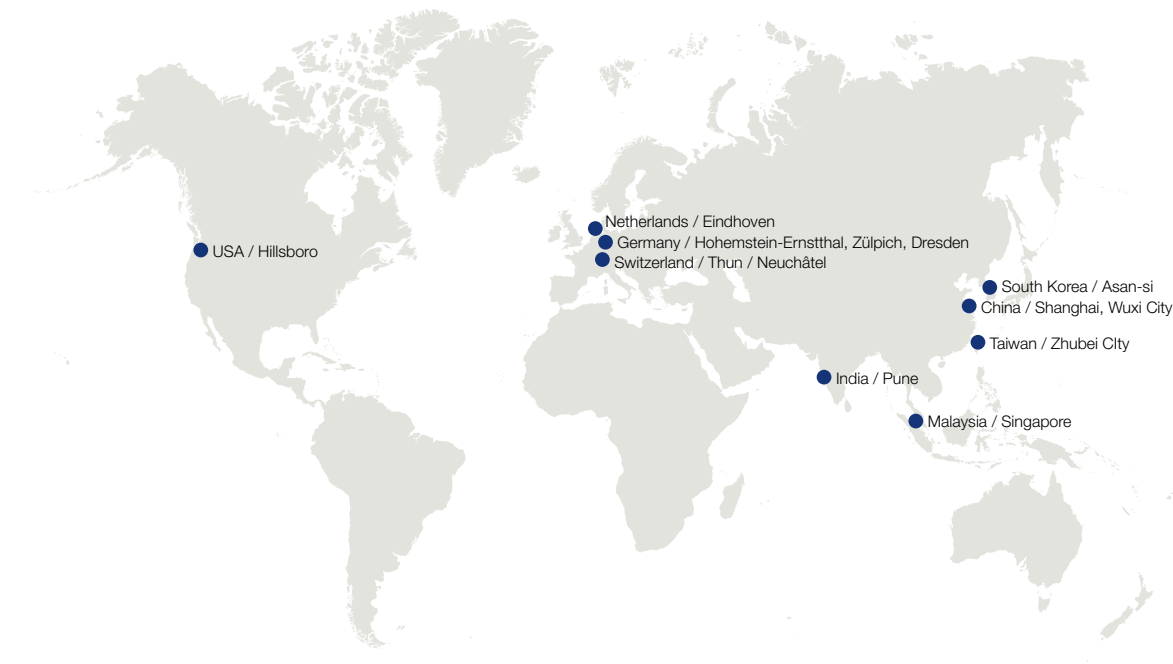 Netherlands / Eindhoven
Germany / Hohemstein-Ernstthal, Zülpich, Dresden
USA / Hillsboro
Switzerland / Thun / Neuchâtel
South Korea / Asan-si
China / Shanghai, Wuxi City
Taiwan / Zhubei CIty
India / Pune
Malaysia / Singapore